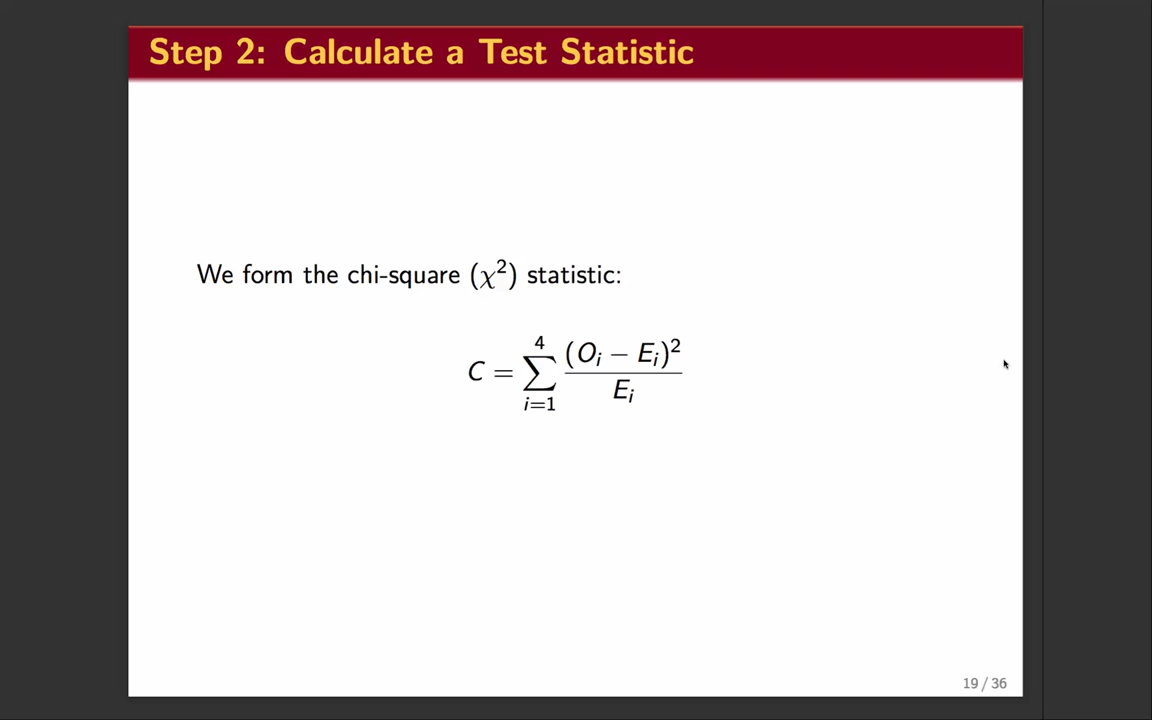 Step 2: Calculate a Test Statistic
We form the chi-square (χ²) statistic:
C = ∑_{i=1}^{4} (O_i − E_i)² / E_i
19 / 36